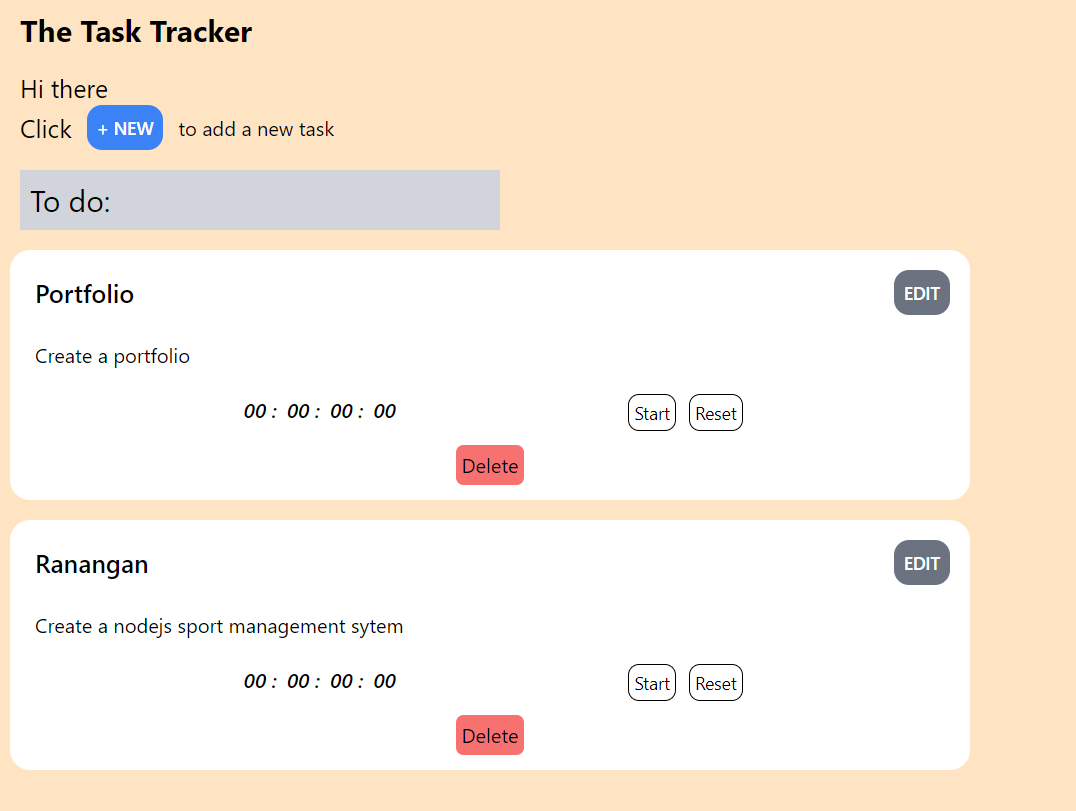 The Task Tracker
Hi there
Click + NEW to add a new task
To do:
Portfolio EDIT
Create a portfolio
00 : 00 : 00 : 00 Start Reset
Delete
Ranangan EDIT
Create a nodejs sport management sytem
00 : 00 : 00 : 00 Start Reset
Delete